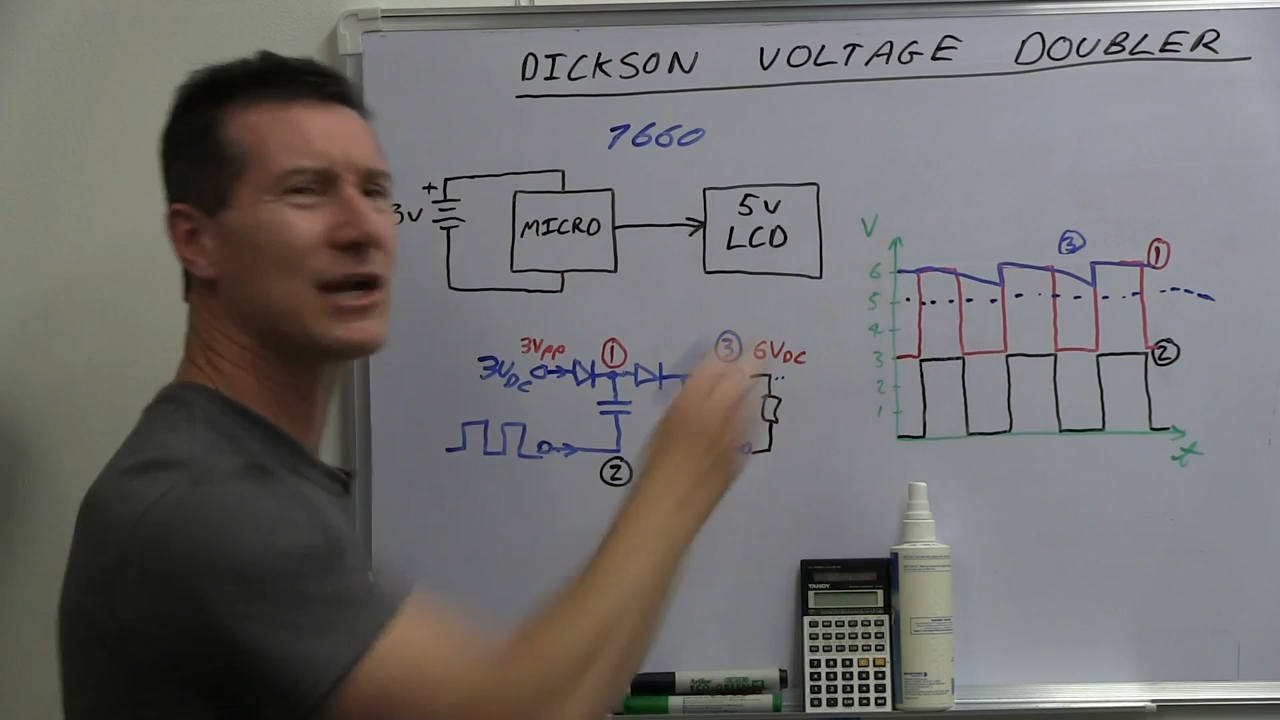 DICKSON VOLTAGE DOUBLER
7660
+
3V
MICRO
5V
LCD
V
6
5
4
3
2
1
t
3
1
2
3VPP
1
3
6VDC
3VDC
2
TANDY